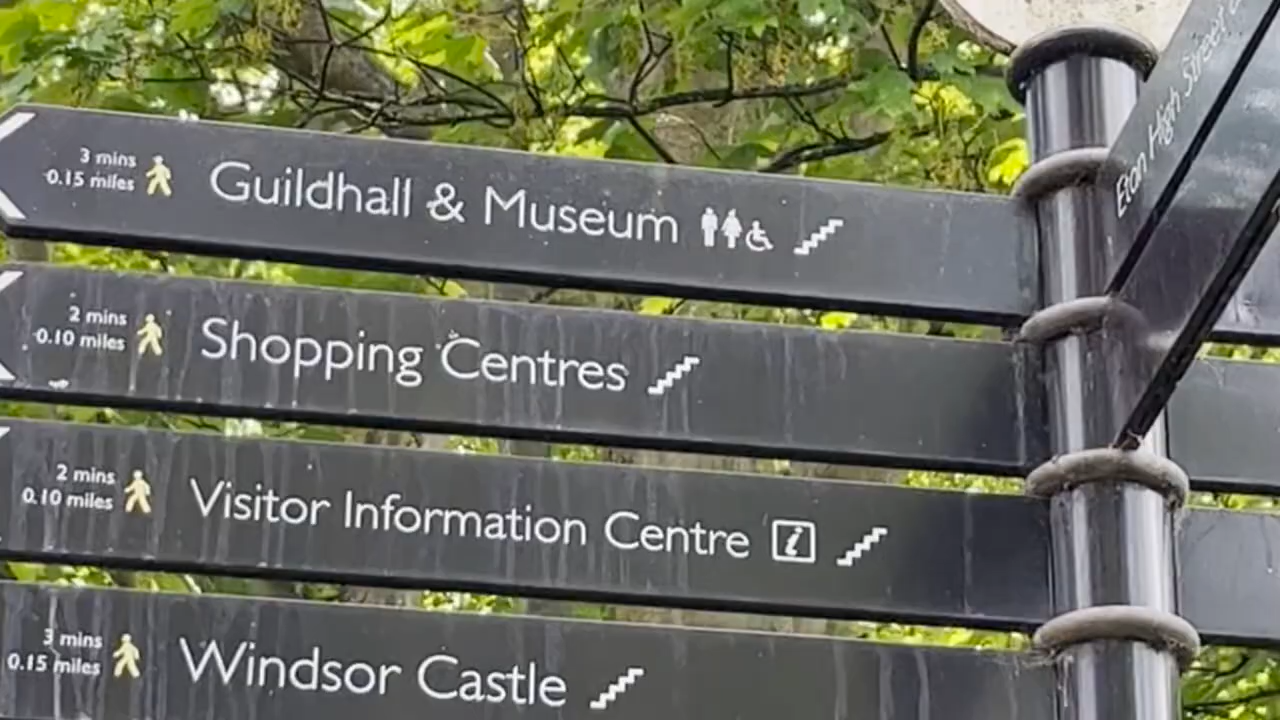 3 mins
0.15 miles
Guildhall & Museum
Eton High Street
2 mins
0.10 miles
Shopping Centres
2 mins
0.10 miles
Visitor Information Centre i
3 mins
0.15 miles
Windsor Castle